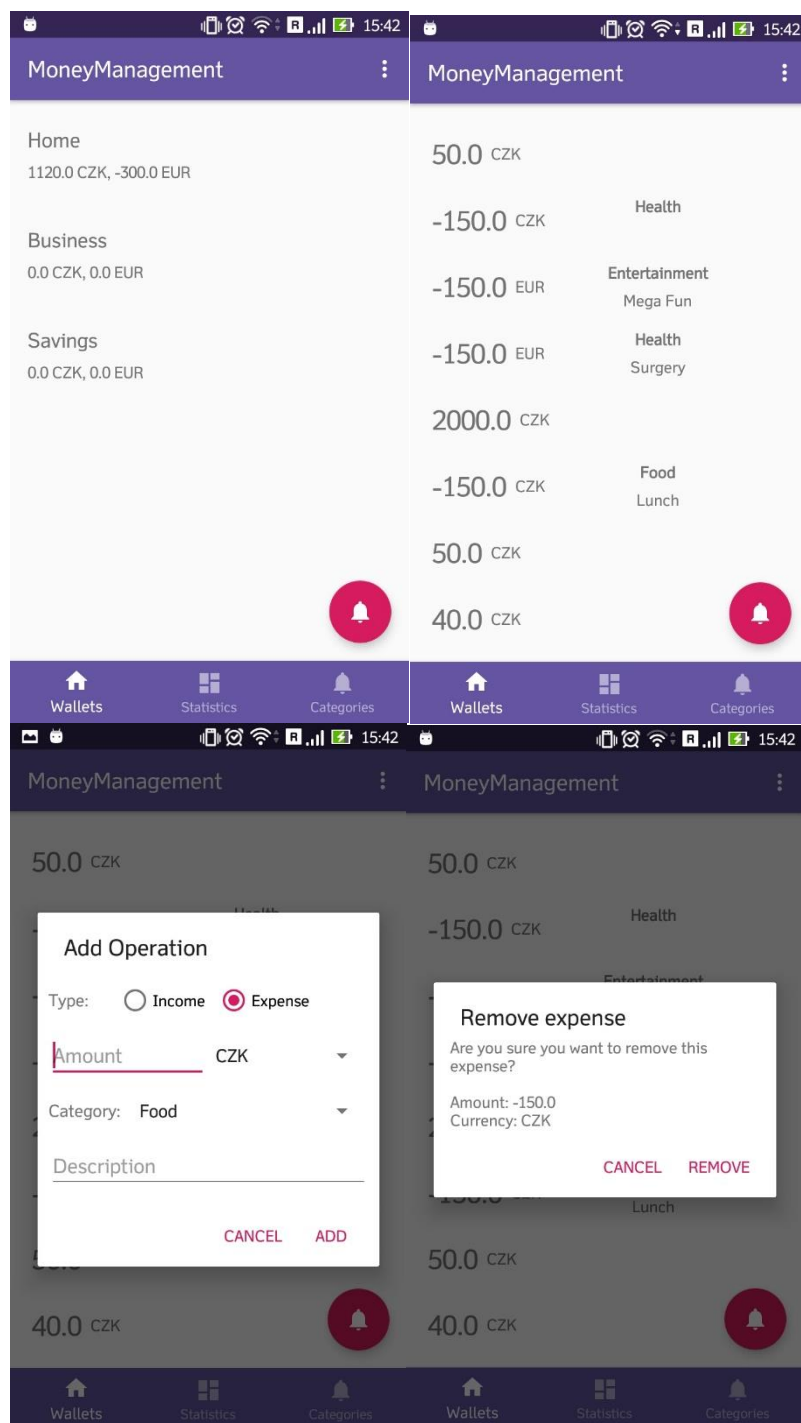 R 15:42
MoneyManagement
Home
1120.0 CZK, -300.0 EUR
Business
0.0 CZK, 0.0 EUR
Savings
0.0 CZK, 0.0 EUR
Wallets Statistics Categories
R 15:42
MoneyManagement
50.0 CZK
-150.0 CZK Health
-150.0 EUR Entertainment
Mega Fun
-150.0 EUR Health
Surgery
2000.0 CZK
-150.0 CZK Food
Lunch
50.0 CZK
40.0 CZK
Wallets Statistics Categories
R 15:42
MoneyManagement
50.0 CZK
Add Operation
Type: Income Expense
Amount CZK
Category: Food
Description
CANCEL ADD
40.0 CZK
Wallets Statistics Categories
R 15:42
MoneyManagement
50.0 CZK
-150.0 CZK Health
Entertainment
Remove expense
Are you sure you want to remove this
expense?
Amount: -150.0
Currency: CZK
CANCEL REMOVE
Lunch
50.0 CZK
40.0 CZK
Wallets Statistics Categories